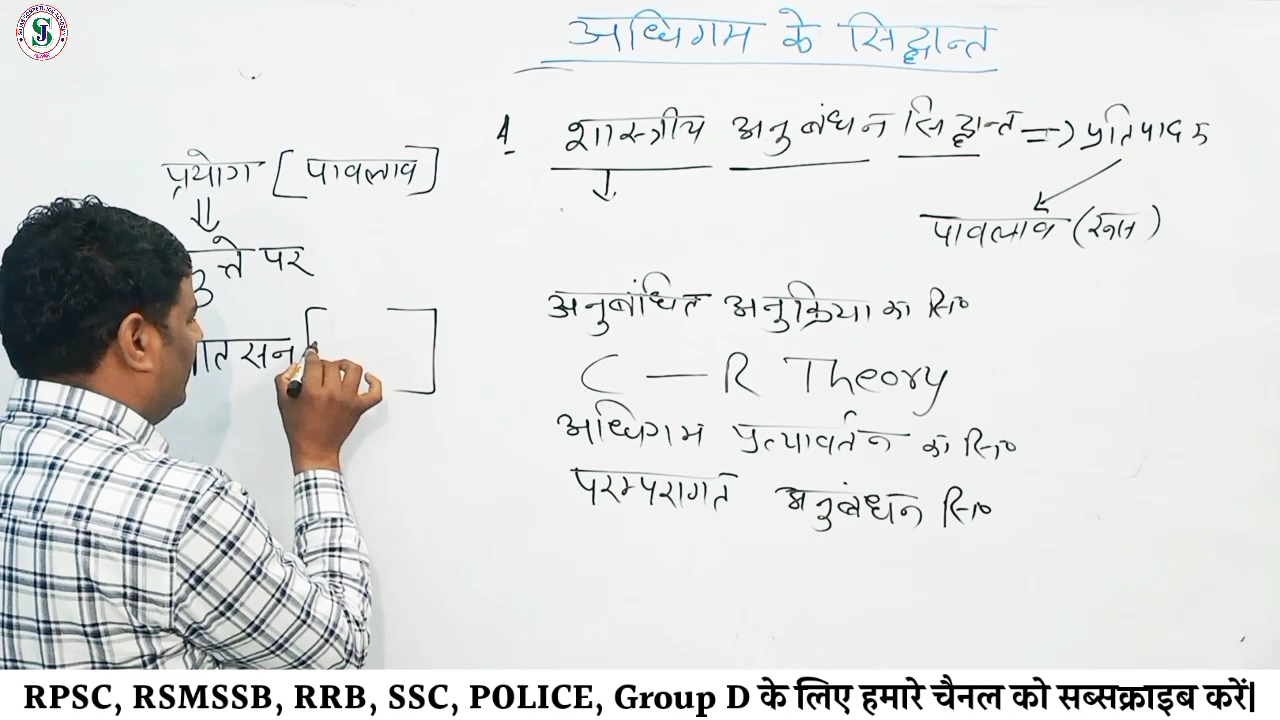 अधिगम के सिद्धान्त
1 शास्त्रीय अनुबंधन सिद्धान्त => प्रतिपादक
पावलाव (रूस)
अनुबंधित अनुक्रिया का सि०
C — R Theory
अधिगम प्रत्यावर्तन का सि०
परम्परागत अनुबंधन सि०
प्रयोग [पावलाव]
त्ते पर
ातसन [ ]
RPSC, RSMSSB, RRB, SSC, POLICE, Group D के लिए हमारे चैनल को सब्सक्राइब करें|